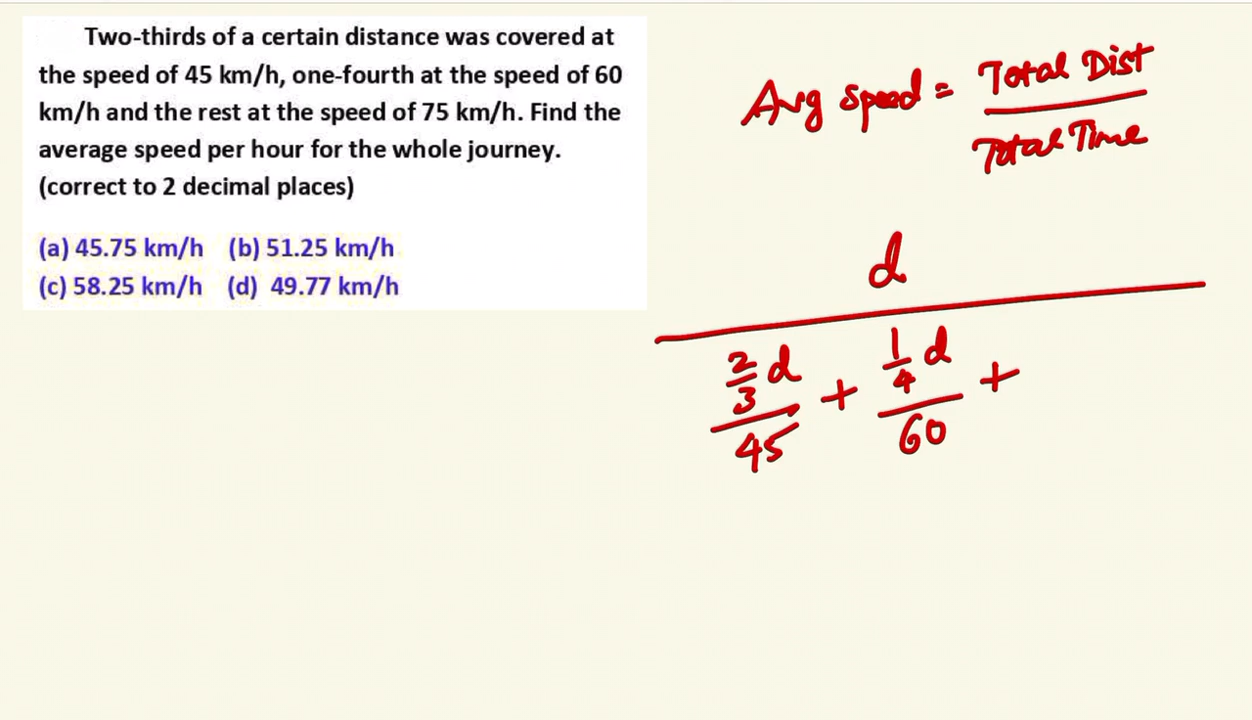 Two-thirds of a certain distance was covered at
the speed of 45 km/h, one-fourth at the speed of 60
km/h and the rest at the speed of 75 km/h. Find the
average speed per hour for the whole journey.
(correct to 2 decimal places)
(a) 45.75 km/h (b) 51.25 km/h
(c) 58.25 km/h (d) 49.77 km/h
Avg speed = Total Dist
Total Time
d
2/3 d + 1/4 d +
45 60